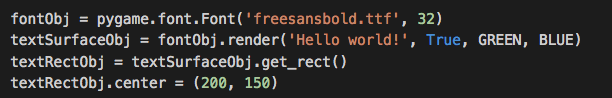 fontObj = pygame.font.Font('freesansbold.ttf', 32)
textSurfaceObj = fontObj.render('Hello world!', True, GREEN, BLUE)
textRectObj = textSurfaceObj.get_rect()
textRectObj.center = (200, 150)